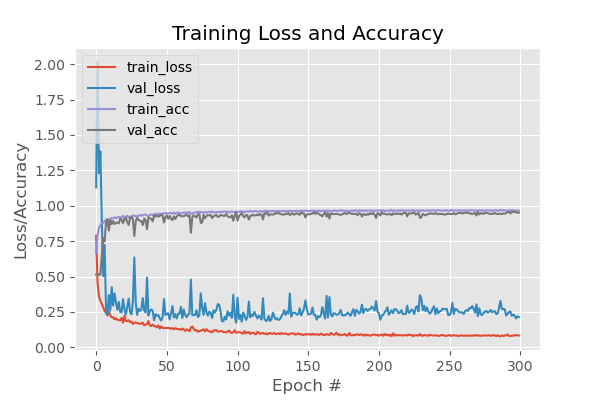 Training Loss and Accuracy
2.00
1.75
1.50
1.25
1.00
0.75
0.50
0.25
0.00
Loss/Accuracy
train_loss
val_loss
train_acc
val_acc
0 50 100 150 200 250 300
Epoch #